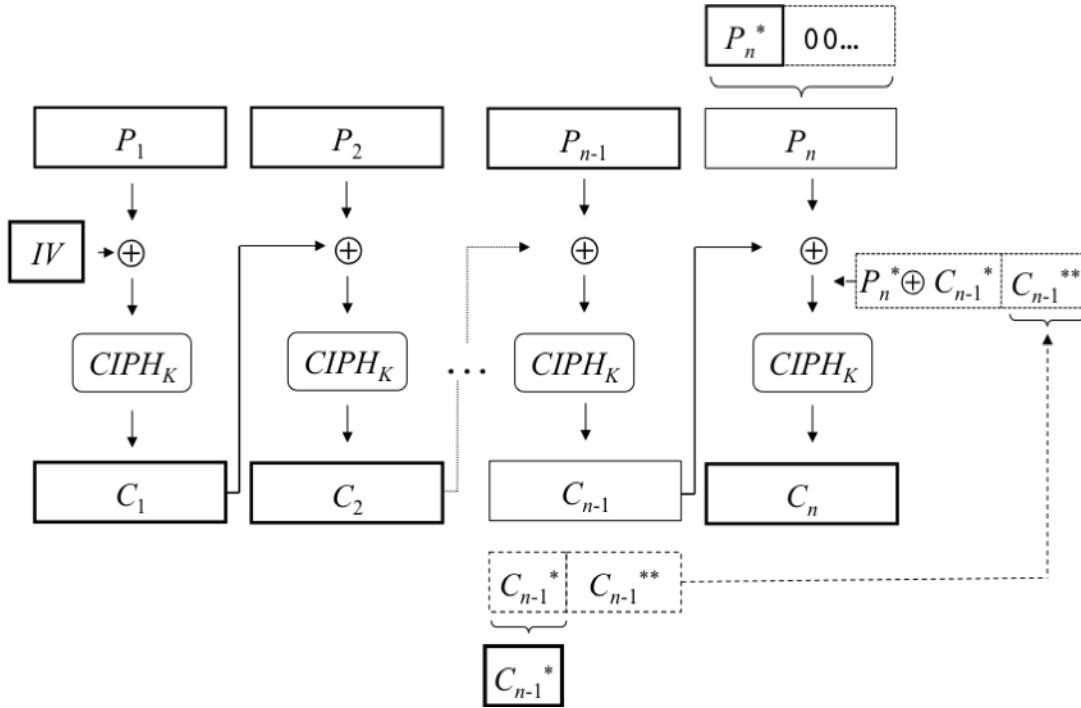 P_n^* 00...
P_1 P_2 P_{n-1} P_n
IV ⊕ ⊕ ⊕ ⊕
P_n^* ⊕ C_{n-1}^* C_{n-1}^{**}
CIPH_K CIPH_K ... CIPH_K CIPH_K
C_1 C_2 C_{n-1} C_n
C_{n-1}^* C_{n-1}^{**}
C_{n-1}^*